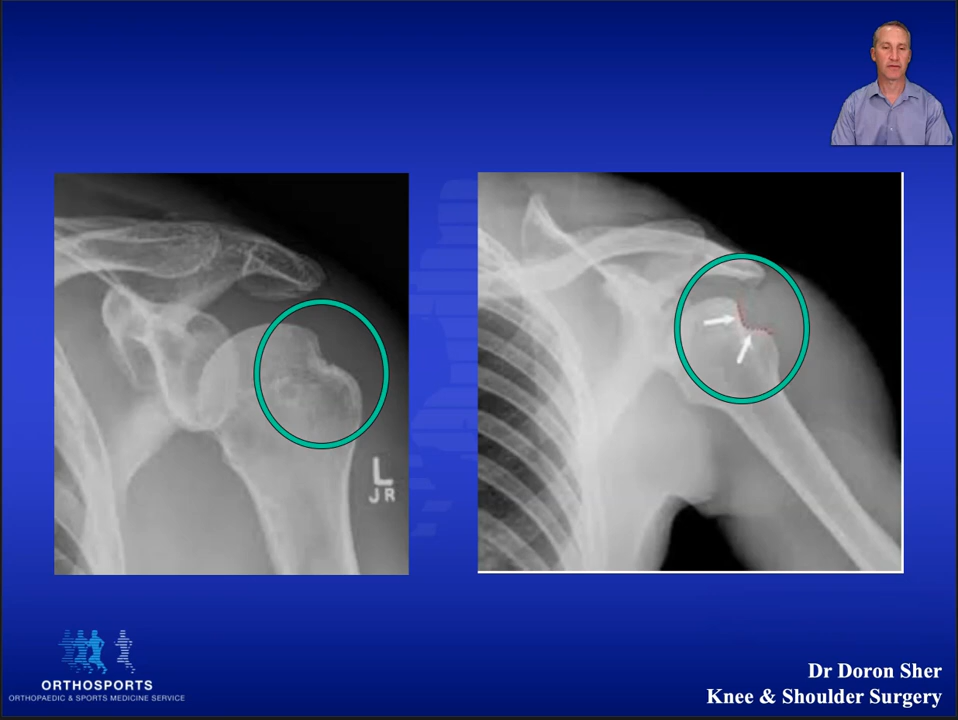 L
JR
ORTHOSPORTS
ORTHOPAEDIC & SPORTS MEDICINE SERVICE
Dr Doron Sher
Knee & Shoulder Surgery